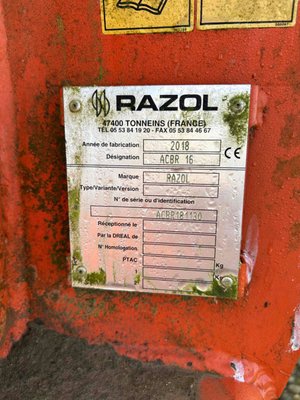 RAZOL
47400 TONNEINS (FRANCE)
TEL 05 53 84 19 20 - FAX 05 53 84 46 67
Année de fabrication 2018
Désignation ACBR 16 CE
Marque RAZOL
Type/Variante/Version
N° de série ou d'identification
ACBR181130
Réceptionné le
Par la DREAL de
N° Homologation
PTAC Kg